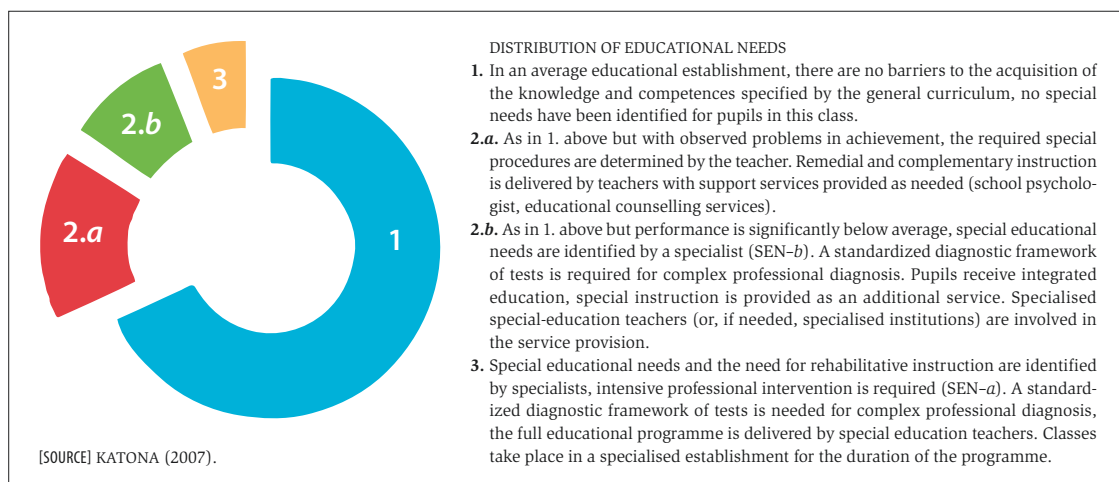 3
2.b
2.a
1
DISTRIBUTION OF EDUCATIONAL NEEDS
1. In an average educational establishment, there are no barriers to the acquisition of
the knowledge and competences specified by the general curriculum, no special
needs have been identified for pupils in this class.
2.a. As in 1. above but with observed problems in achievement, the required special
procedures are determined by the teacher. Remedial and complementary instruction
is delivered by teachers with support services provided as needed (school psycholo-
gist, educational counselling services).
2.b. As in 1. above but performance is significantly below average, special educational
needs are identified by a specialist (SEN–b). A standardized diagnostic framework
of tests is required for complex professional diagnosis. Pupils receive integrated
education, special instruction is provided as an additional service. Specialised
special-education teachers (or, if needed, specialised institutions) are involved in
the service provision.
3. Special educational needs and the need for rehabilitative instruction are identified
by specialists, intensive professional intervention is required (SEN–a). A standard-
ized diagnostic framework of tests is needed for complex professional diagnosis,
the full educational programme is delivered by special education teachers. Classes
take place in a specialised establishment for the duration of the programme.
[SOURCE] KATONA (2007).